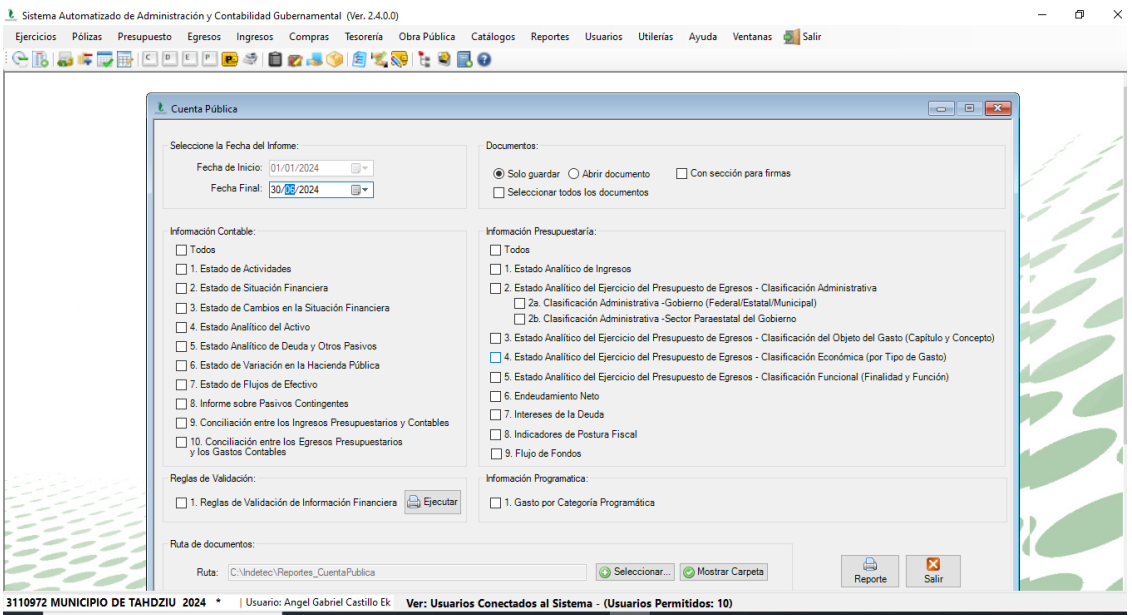 Sistema Automatizado de Administración y Contabilidad Gubernamental (Ver. 2.4.0.0)
Ejercicios Pólizas Presupuesto Egresos Ingresos Compras Tesorería Obra Pública Catálogos Reportes Usuarios Utilerías Ayuda Ventanas Salir
C D E P P
Cuenta Pública
Seleccione la Fecha del Informe:
Fecha de Inicio: 01/01/2024
Fecha Final: 30/06/2024
Documentos:
Solo guardar Abrir documento Con sección para firmas
Seleccionar todos los documentos
Información Contable:
Todos
1. Estado de Actividades
2. Estado de Situación Financiera
3. Estado de Cambios en la Situación Financiera
4. Estado Analítico del Activo
5. Estado Analítico de Deuda y Otros Pasivos
6. Estado de Variación en la Hacienda Pública
7. Estado de Flujos de Efectivo
8. Informe sobre Pasivos Contingentes
9. Conciliación entre los Ingresos Presupuestarios y Contables
10. Conciliación entre los Egresos Presupuestarios
y los Gastos Contables
Información Presupuestaría:
Todos
1. Estado Analítico de Ingresos
2. Estado Analítico del Ejercicio del Presupuesto de Egresos - Clasificación Administrativa
2a. Clasificación Administrativa -Gobierno (Federal/Estatal/Municipal)
2b. Clasificación Administrativa -Sector Paraestatal del Gobierno
3. Estado Analítico del Ejercicio del Presupuesto de Egresos - Clasificación del Objeto del Gasto (Capítulo y Concepto)
4. Estado Analítico del Ejercicio del Presupuesto de Egresos - Clasificación Económica (por Tipo de Gasto)
5. Estado Analítico del Ejercicio del Presupuesto de Egresos - Clasificación Funcional (Finalidad y Función)
6. Endeudamiento Neto
7. Intereses de la Deuda
8. Indicadores de Postura Fiscal
9. Flujo de Fondos
Reglas de Validación:
1. Reglas de Validación de Información Financiera Ejecutar
Información Programatica:
1. Gasto por Categoría Programática
Ruta de documentos:
Ruta: C:\Indetec\Reportes_CuentaPublica Seleccionar... Mostrar Carpeta
Reporte Salir
3110972 MUNICIPIO DE TAHDZIU 2024 * | Usuario: Angel Gabriel Castillo Ek Ver: Usuarios Conectados al Sistema - (Usuarios Permitidos: 10)